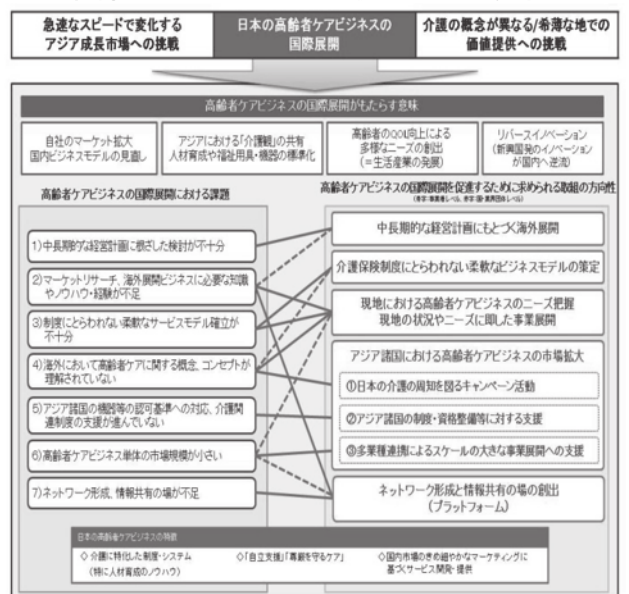 急速なスピードで変化する
アジア成長市場への挑戦
日本の高齢者ケアビジネスの
国際展開
介護の概念が異なる/希薄な地での
価値提供への挑戦
高齢者ケアビジネスの国際展開がもたらす意味
自社のマーケット拡大
国内ビジネスモデルの見直し
アジアにおける「介護観」の共有
人材育成や福祉用具・機器の標準化
高齢者のQOL向上による
多様なニーズの創出
(=生活産業の発展)
リバースイノベーション
(新興国発のイノベーション
が国内へ逆流)
高齢者ケアビジネスの国際展開における課題
1)中長期的な経営計画に根ざした検討が不十分
2)マーケットリサーチ、海外展開ビジネスに必要な知識
やノウハウ・経験が不足
3)制度にとらわれない柔軟なサービスモデル確立が
不十分
4)海外において高齢者ケアに関する概念、コンセプトが
理解されていない
5)アジア諸国の機器等の認可基準への対応、介護関
連制度の支援が進んでいない
6)高齢者ケアビジネス単体の市場規模が小さい
7)ネットワーク形成、情報共有の場が不足
高齢者ケアビジネスの国際展開を促進するために求められる取組の方向性
中長期的な経営計画にもとづく海外展開
介護保険制度にとらわれない柔軟なビジネスモデルの策定
現地における高齢者ケアビジネスのニーズ把握
現地の状況やニーズに即した事業展開
アジア諸国における高齢者ケアビジネスの市場拡大
①日本の介護の周知を図るキャンペーン活動
②アジア諸国の制度・資格整備等に対する支援
③多業種連携によるスケールの大きな事業展開への支援
ネットワーク形成と情報共有の場の創出
(プラットフォーム)
日本の高齢者ケアビジネスの特徴
◇介護に特化した制度・システム
(特に人材育成のノウハウ)
◇「自立支援」「尊厳を守るケア」
◇国内市場のきめ細やかなマーケティングに
基づくサービス開発・提供